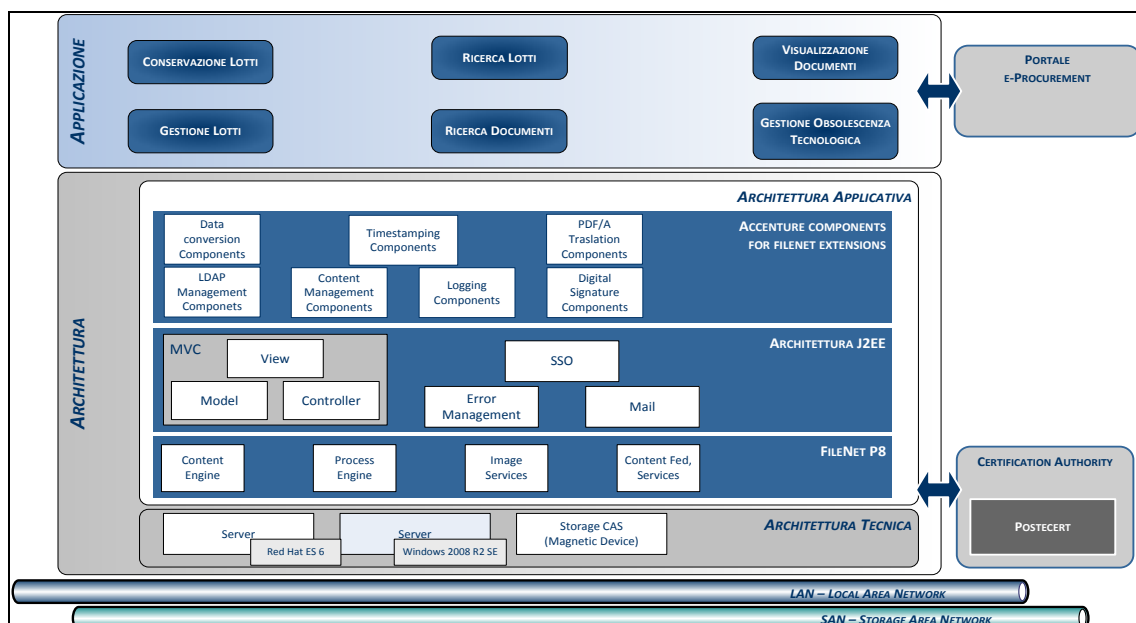 APPLICAZIONE
CONSERVAZIONE LOTTI
RICERCA LOTTI
VISUALIZZAZIONE
DOCUMENTI
GESTIONE LOTTI
RICERCA DOCUMENTI
GESTIONE OBSOLESCENZA
TECNOLOGICA
PORTALE
E-PROCUREMENT
ARCHITETTURA
ARCHITETTURA APPLICATIVA
ACCENTURE COMPONENTS
FOR FILENET EXTENSIONS
Data
conversion
Components
Timestamping
Components
PDF/A
Traslation
Components
LDAP
Management
Componets
Content
Management
Components
Logging
Components
Digital
Signature
Components
ARCHITETTURA J2EE
MVC
View
Model
Controller
SSO
Error
Management
Mail
FILENET P8
Content
Engine
Process
Engine
Image
Services
Content Fed,
Services
CERTIFICATION AUTHORITY
POSTECERT
ARCHITETTURA TECNICA
Server
Red Hat ES 6
Server
Windows 2008 R2 SE
Storage CAS
(Magnetic Device)
LAN – LOCAL AREA NETWORK
SAN – STORAGE AREA NETWORK